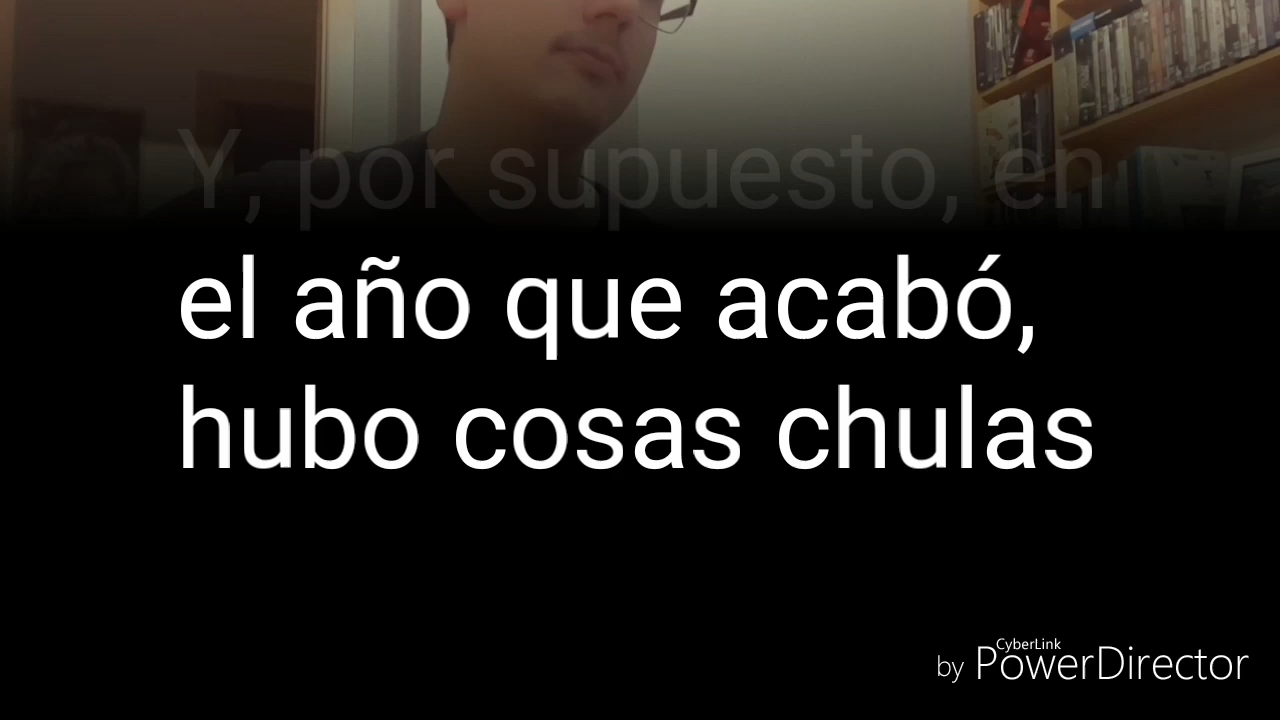 Y, por supuesto, en
el año que acabó,
hubo cosas chulas
by CyberLink PowerDirector